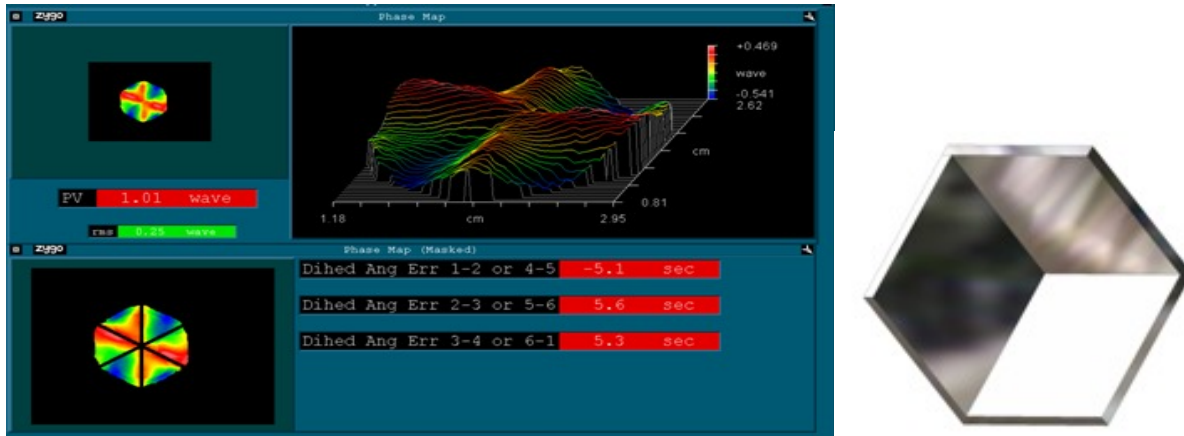 zygo
Phase Map
+0.469
wave
-0.541
2.62
cm
0.81
1.18
cm
2.95
PV 1.01 wave
rms 0.25 wave
zygo
Phase Map (Masked)
Dihed Ang Err 1-2 or 4-5 -5.1 sec
Dihed Ang Err 2-3 or 5-6 5.6 sec
Dihed Ang Err 3-4 or 6-1 5.3 sec